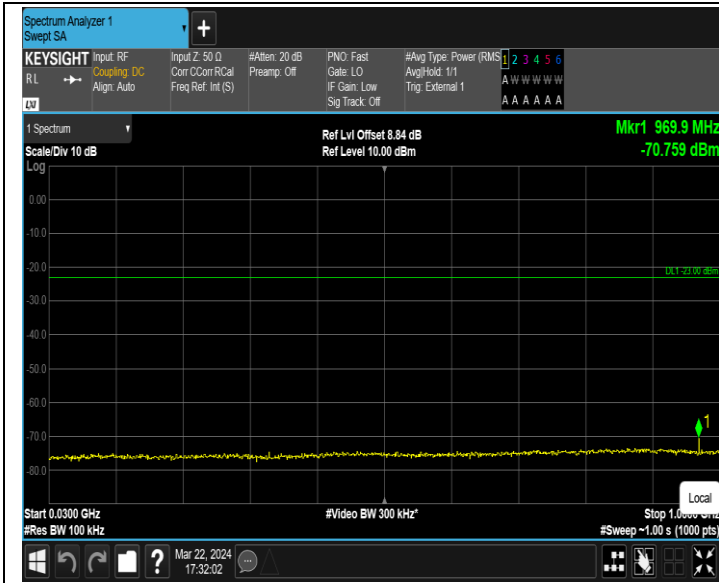 Spectrum Analyzer 1
Swept SA
+
KEYSIGHT
R L
LXI
Input: RF
Coupling: DC
Align: Auto
Input Z: 50 Ω
Corr CCorr RCal
Freq Ref: Int (S)
#Atten: 20 dB
Preamp: Off
PNO: Fast
Gate: LO
IF Gain: Low
Sig Track: Off
#Avg Type: Power (RMS
Avg|Hold: 1/1
Trig: External 1
1 2 3 4 5 6
A W W W W W
A A A A A A
1 Spectrum
Scale/Div 10 dB
Log
Ref Lvl Offset 8.84 dB
Ref Level 10.00 dBm
Mkr1 969.9 MHz
-70.759 dBm
0.00
-10.0
-20.0
DL1 -23.00 dBm
-30.0
-40.0
-50.0
-60.0
1
-70.0
-80.0
Local
Start 0.0300 GHz
#Video BW 300 kHz*
Stop
#Res BW 100 kHz
#Sweep ~1.00 s (1000 pts)
?
Mar 22, 2024
17:32:02